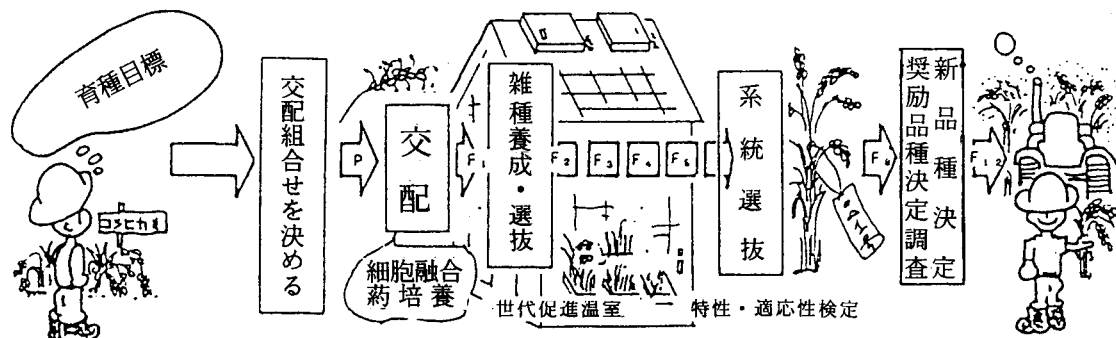 育種目標
コシヒカリ
交配組合せを決める
P
交配
細胞融合
葯培養
F₁
雑種養成・選抜
F₂
F₃
F₄
F₅
世代促進温室
系統選抜
特性・適応性検定
新品種決定
奨励品種決定調査
F₁₂